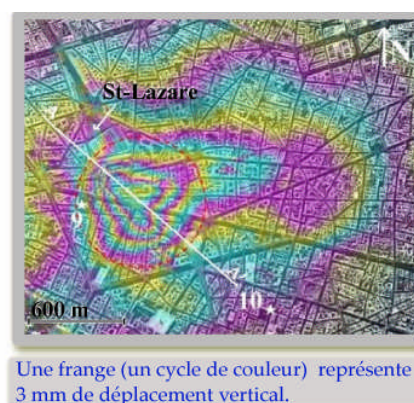 N
St-Lazare
9
10
600 m
Une frange (un cycle de couleur) représente
3 mm de déplacement vertical.